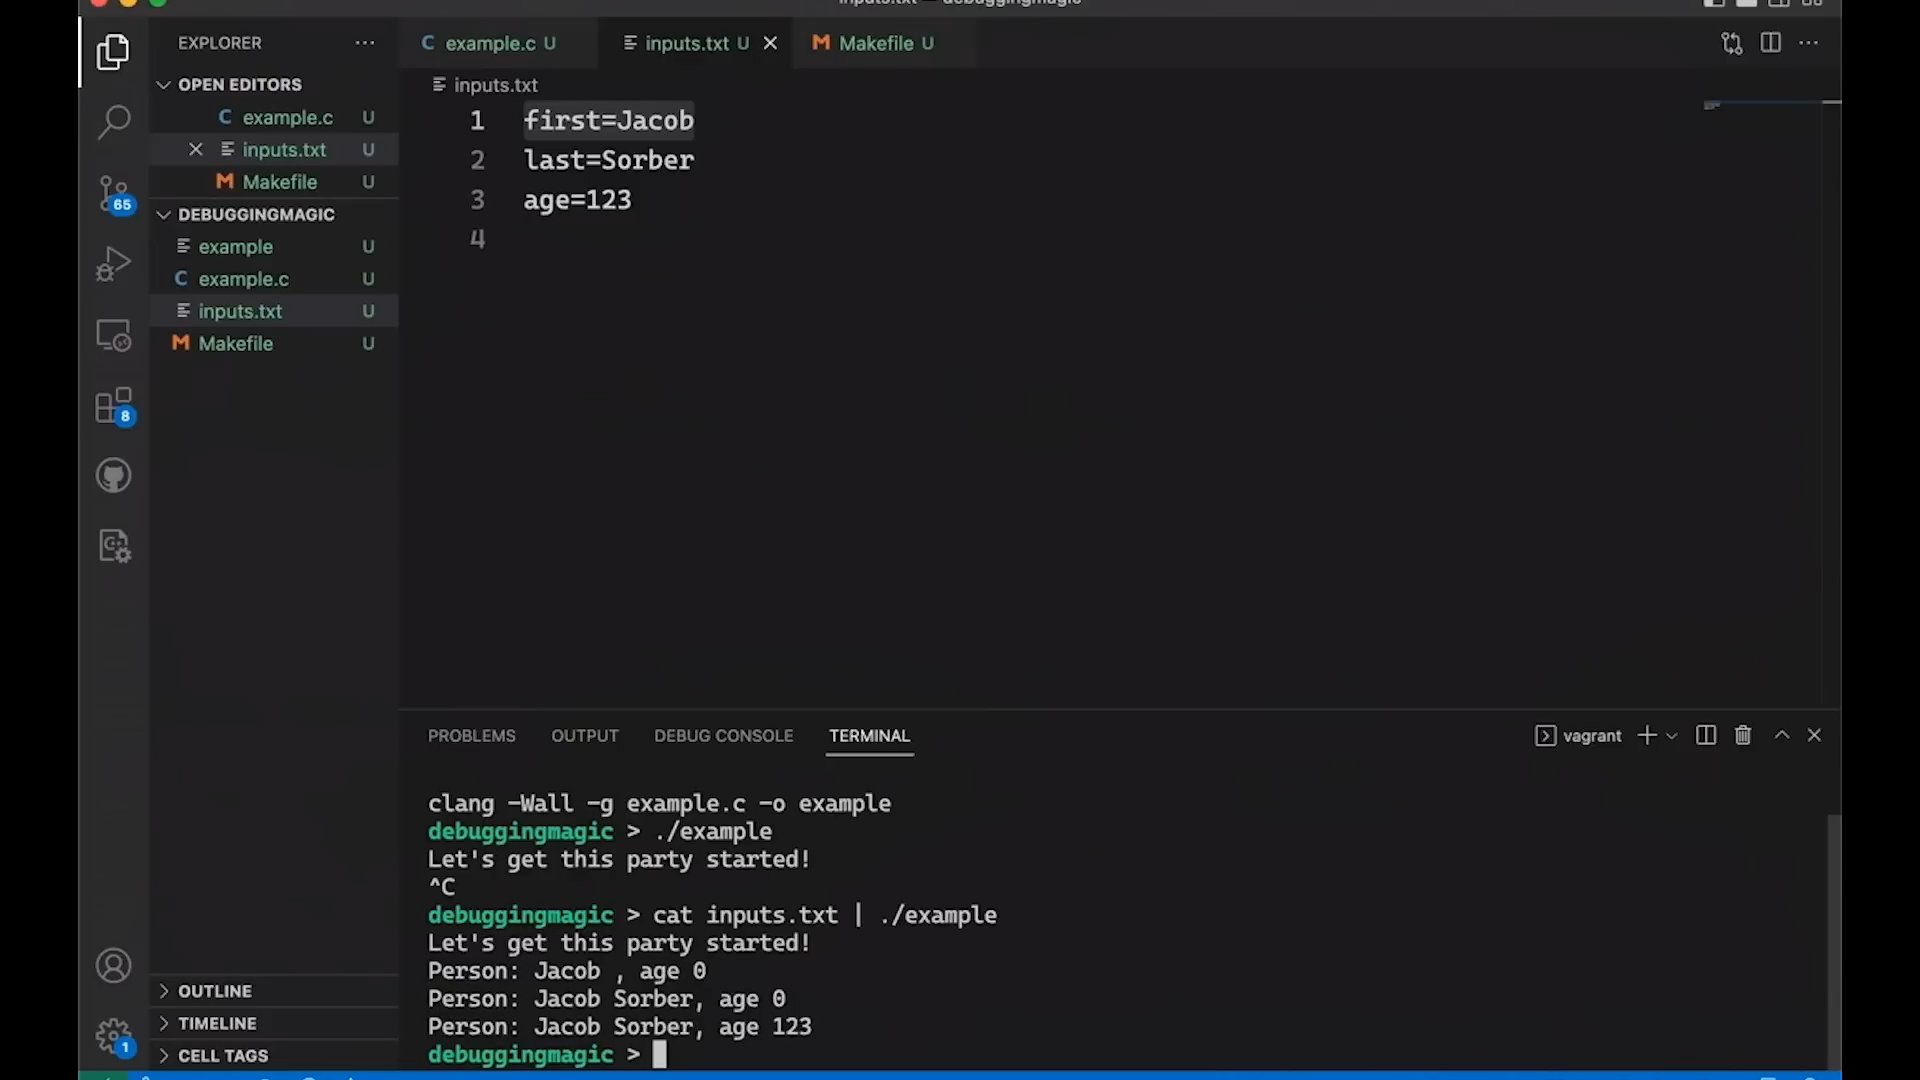 inputs.txt — debuggingmagic
EXPLORER
example.c U
inputs.txt U
Makefile U
OPEN EDITORS
example.c U
inputs.txt U
Makefile U
DEBUGGINGMAGIC
example U
example.c U
inputs.txt U
Makefile U
65
8
1
OUTLINE
TIMELINE
CELL TAGS
inputs.txt
1 first=Jacob
2 last=Sorber
3 age=123
4
PROBLEMS OUTPUT DEBUG CONSOLE TERMINAL
vagrant
clang -Wall -g example.c -o example
debuggingmagic > ./example
Let's get this party started!
^C
debuggingmagic > cat inputs.txt | ./example
Let's get this party started!
Person: Jacob , age 0
Person: Jacob Sorber, age 0
Person: Jacob Sorber, age 123
debuggingmagic >